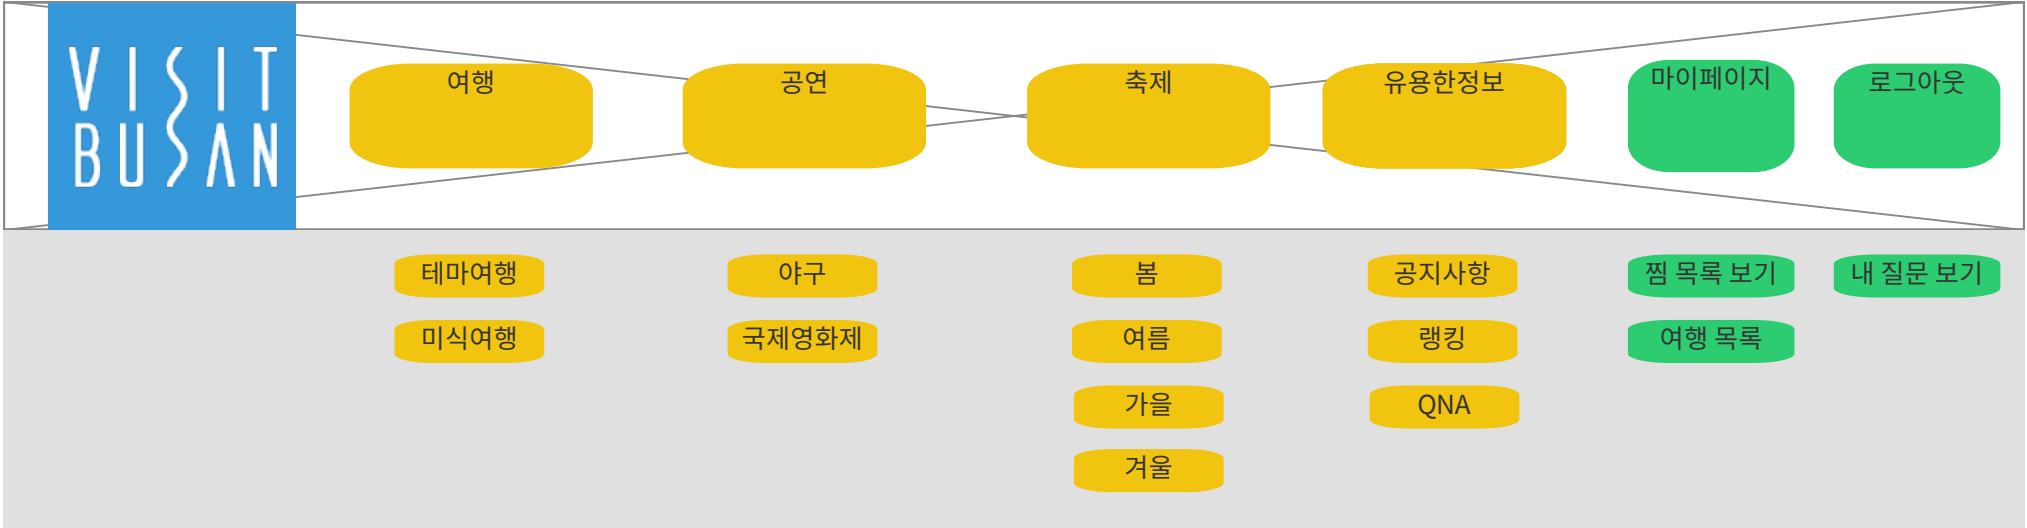 VISIT
BUSAN
여행
공연
축제
유용한정보
마이페이지
로그아웃
테마여행
야구
봄
공지사항
찜 목록 보기
내 질문 보기
미식여행
국제영화제
여름
랭킹
여행 목록
가을
QNA
겨울